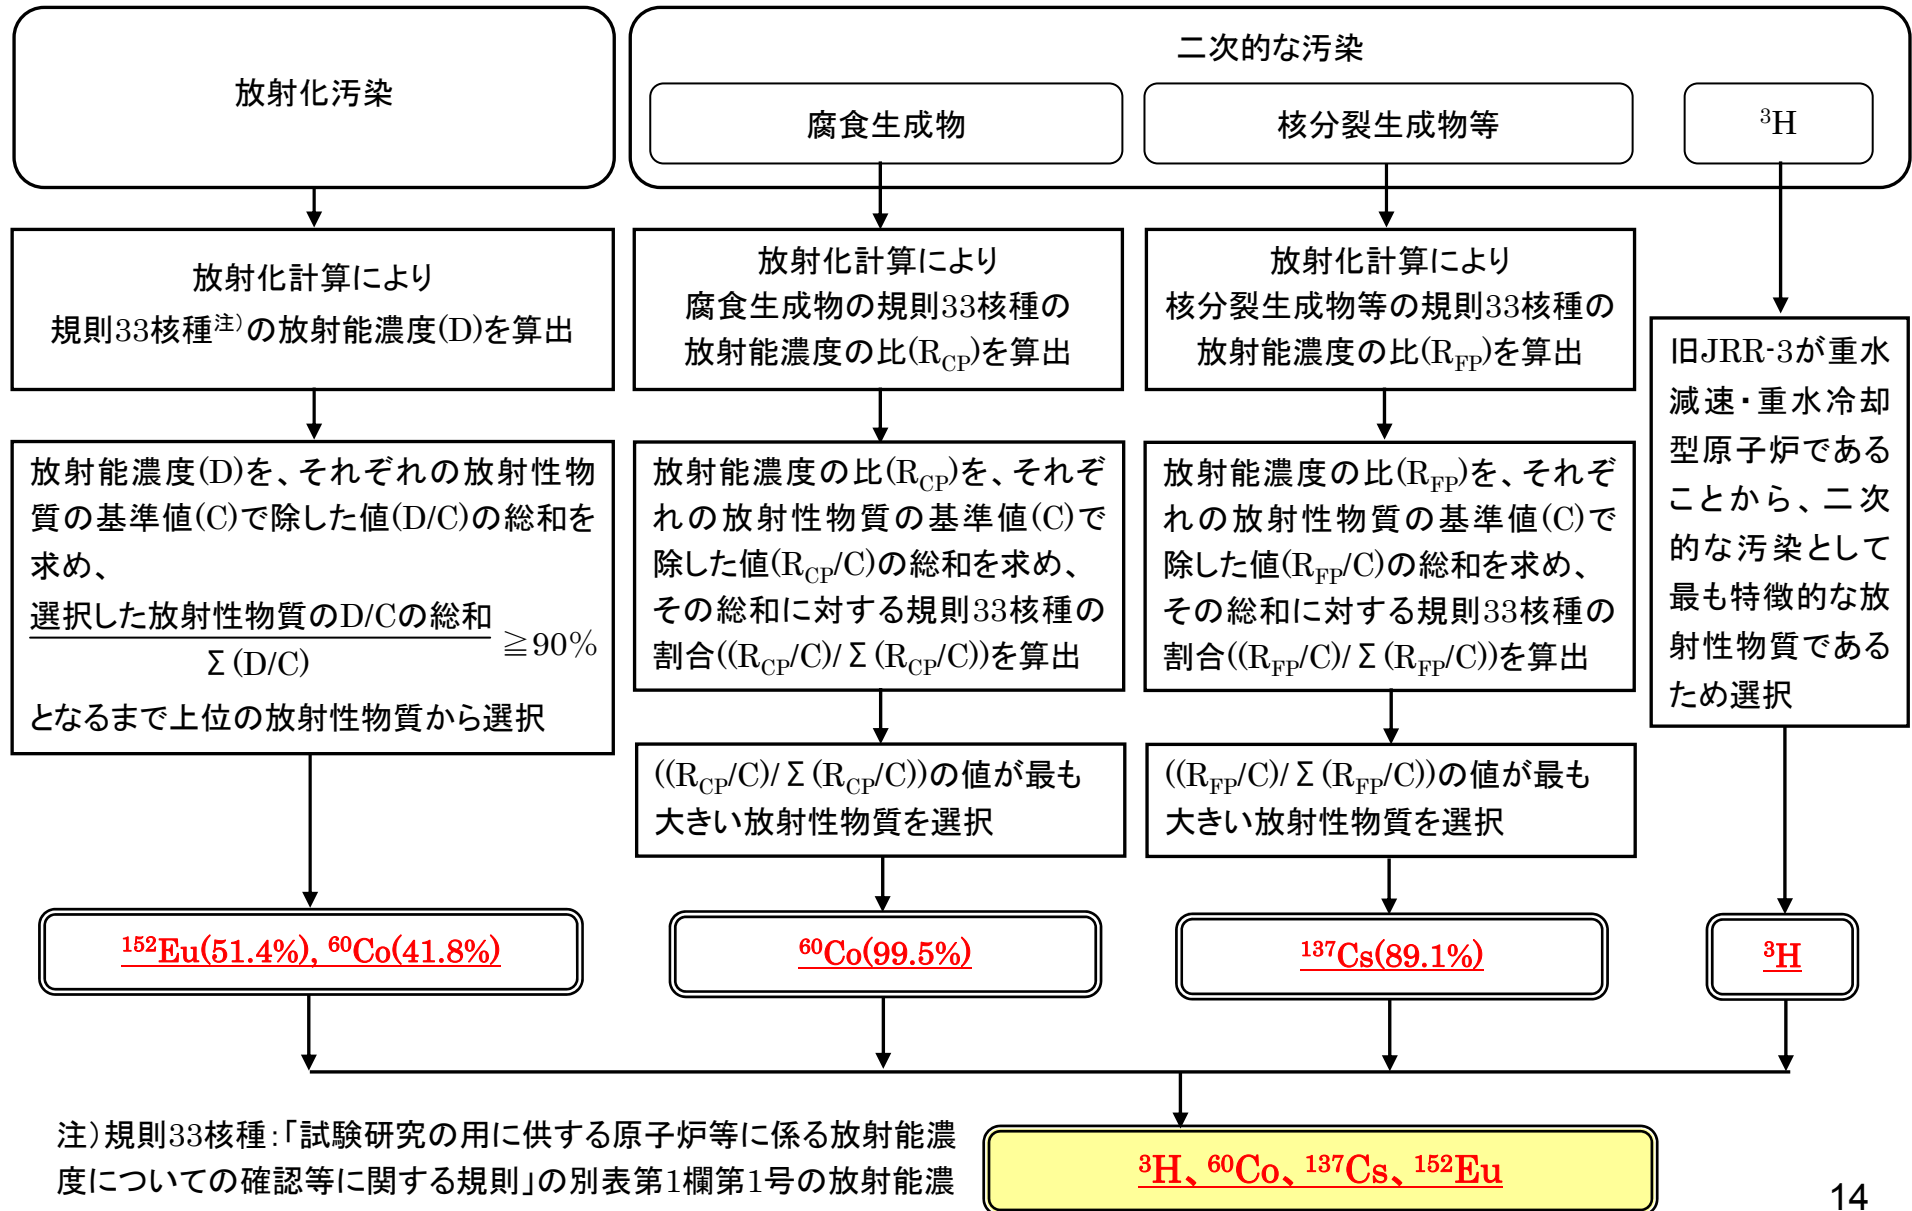 放射化汚染
二次的な汚染
腐食生成物
核分裂生成物等
³H
放射化計算により
規則33核種注)の放射能濃度(D)を算出
放射化計算により
腐食生成物の規則33核種の
放射能濃度の比(R_CP)を算出
放射化計算により
核分裂生成物等の規則33核種の
放射能濃度の比(R_FP)を算出
旧JRR-3が重水
減速・重水冷却
型原子炉である
ことから、二次
的な汚染として
最も特徴的な放
射性物質である
ため選択
放射能濃度(D)を、それぞれの放射性物
質の基準値(C)で除した値(D/C)の総和を
求め、
選択した放射性物質のD/Cの総和
Σ(D/C)
≧90%
となるまで上位の放射性物質から選択
放射能濃度の比(R_CP)を、それぞ
れの放射性物質の基準値(C)で
除した値(R_CP/C)の総和を求め、
その総和に対する規則33核種の
割合((R_CP/C)/Σ(R_CP/C))を算出
放射能濃度の比(R_FP)を、それぞ
れの放射性物質の基準値(C)で
除した値(R_FP/C)の総和を求め、
その総和に対する規則33核種の
割合((R_FP/C)/Σ(R_FP/C))を算出
((R_CP/C)/Σ(R_CP/C))の値が最も
大きい放射性物質を選択
((R_FP/C)/Σ(R_FP/C))の値が最も
大きい放射性物質を選択
¹⁵²Eu(51.4%), ⁶⁰Co(41.8%)
⁶⁰Co(99.5%)
¹³⁷Cs(89.1%)
³H
注)規則33核種:「試験研究の用に供する原子炉等に係る放射能濃
度についての確認等に関する規則」の別表第1欄第1号の放射能濃
³H、⁶⁰Co、¹³⁷Cs、¹⁵²Eu
14